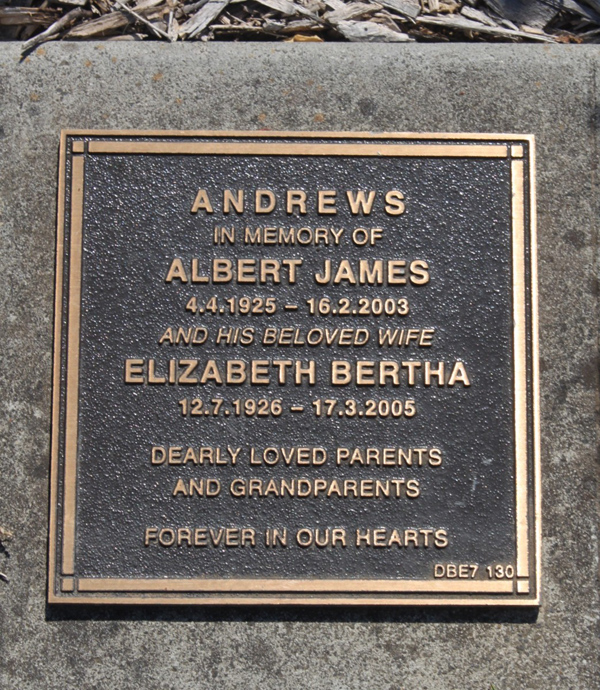 ANDREWS
IN MEMORY OF
ALBERT JAMES
4.4.1925 – 16.2.2003
AND HIS BELOVED WIFE
ELIZABETH BERTHA
12.7.1926 – 17.3.2005
DEARLY LOVED PARENTS
AND GRANDPARENTS
FOREVER IN OUR HEARTS
DBE7 130